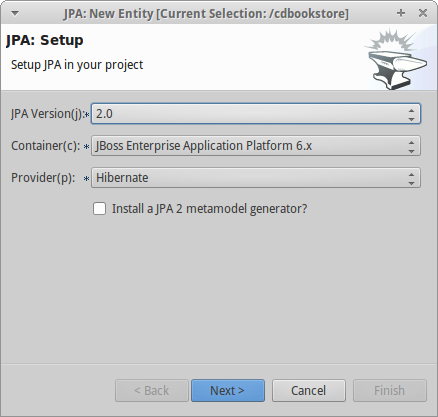 JPA: New Entity [Current Selection: /cdbookstore]
JPA: Setup
Setup JPA in your project
JPA Version(j):* 2.0
Container(c): * JBoss Enterprise Application Platform 6.x
Provider(p): * Hibernate
Install a JPA 2 metamodel generator?
< Back Next > Cancel Finish